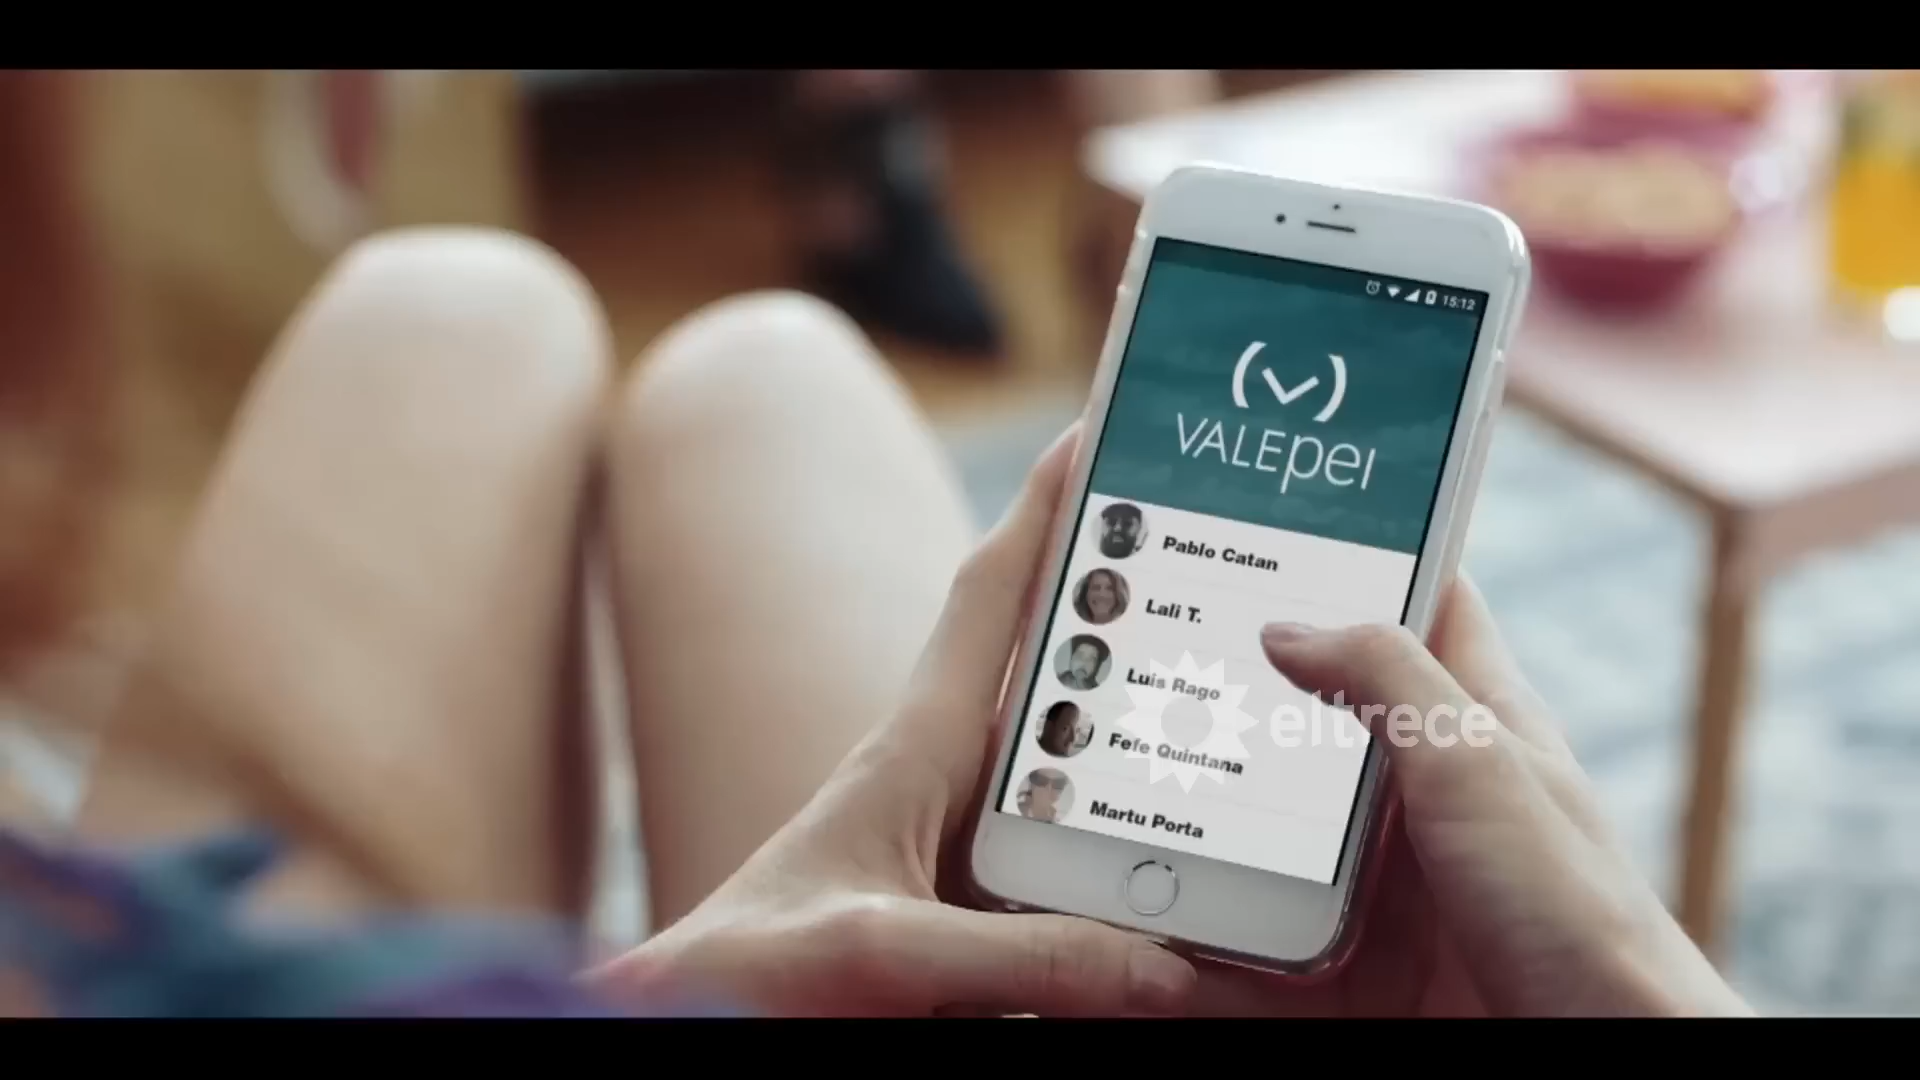 15:12
VALEpei
Pablo Catan
Lali T.
Luis Rago
Fefe Quintana
Martu Porta
eltrece